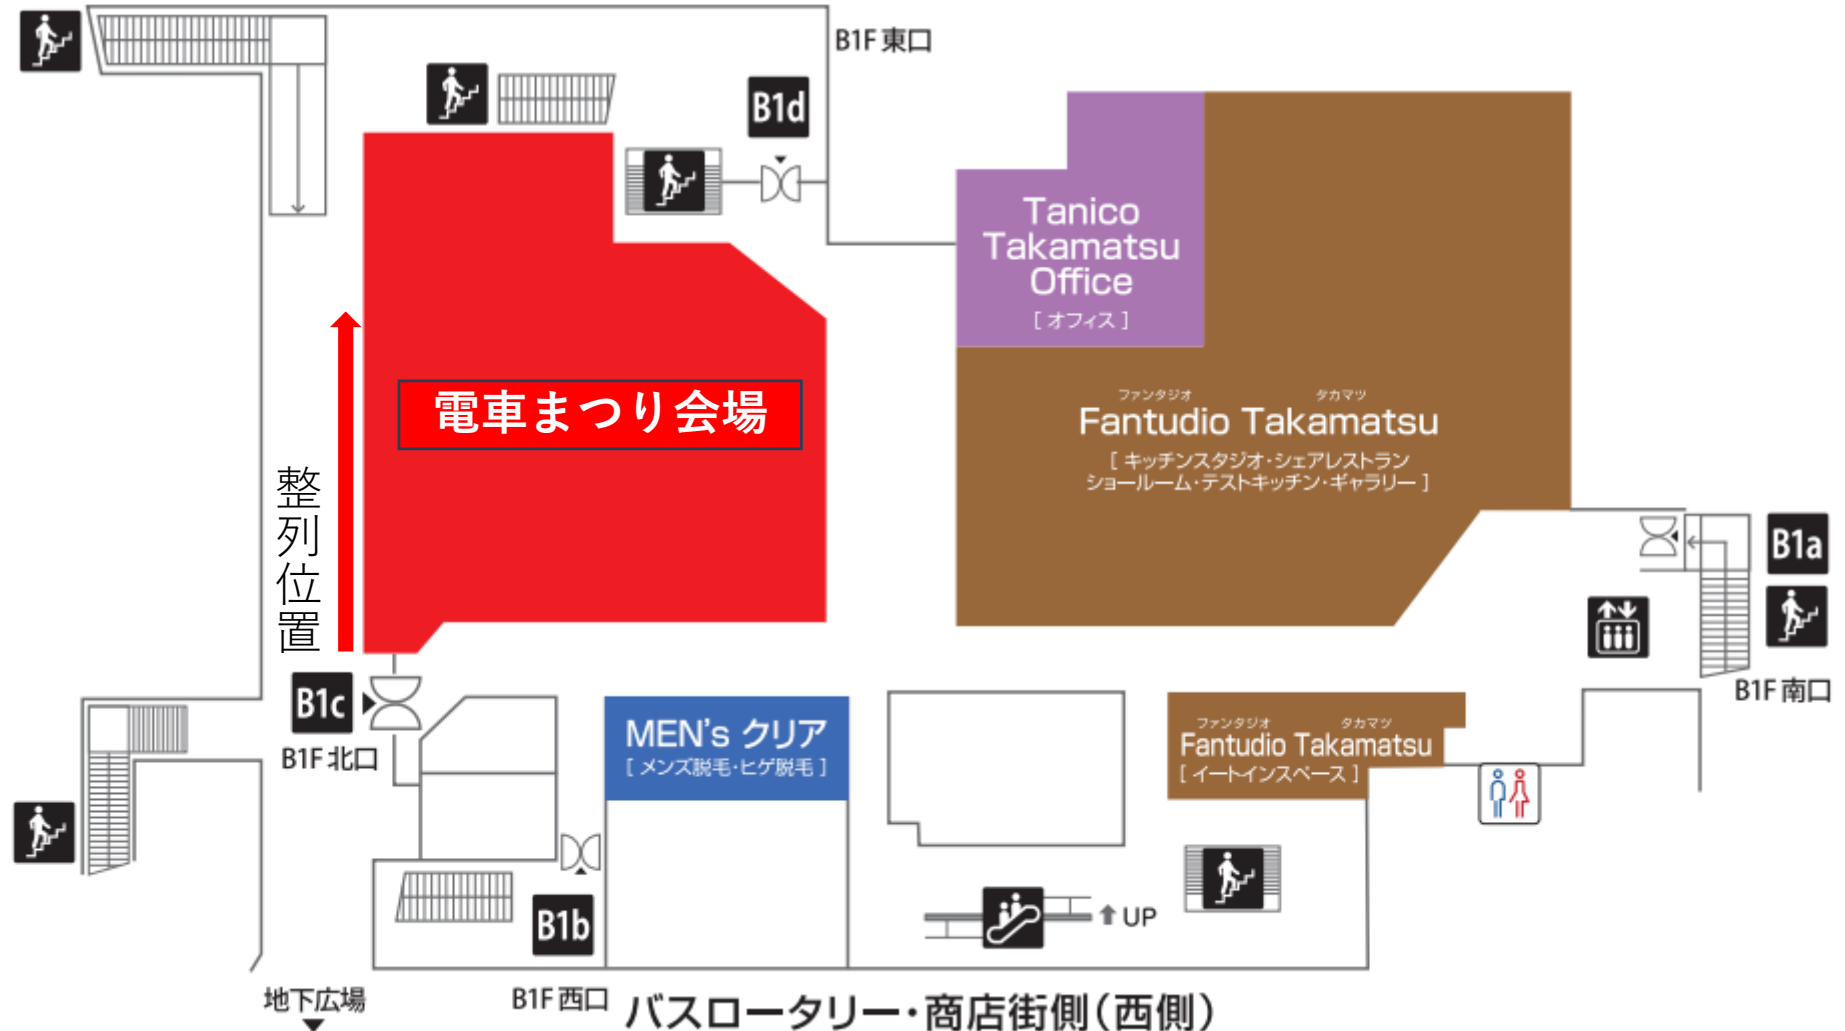 B1F 東口
B1d
Tanico
Takamatsu
Office
[ オフィス ]
電車まつり会場
ファンタジオ タカマツ
Fantudio Takamatsu
[ キッチンスタジオ・シェアレストラン
ショールーム・テストキッチン・ギャラリー ]
整列位置
B1a
B1F 南口
B1c
B1F 北口
MEN's クリア
[ メンズ脱毛・ヒゲ脱毛 ]
ファンタジオ タカマツ
Fantudio Takamatsu
[ イートインスペース ]
B1b
UP
地下広場
B1F 西口
バスロータリー・商店街側(西側)